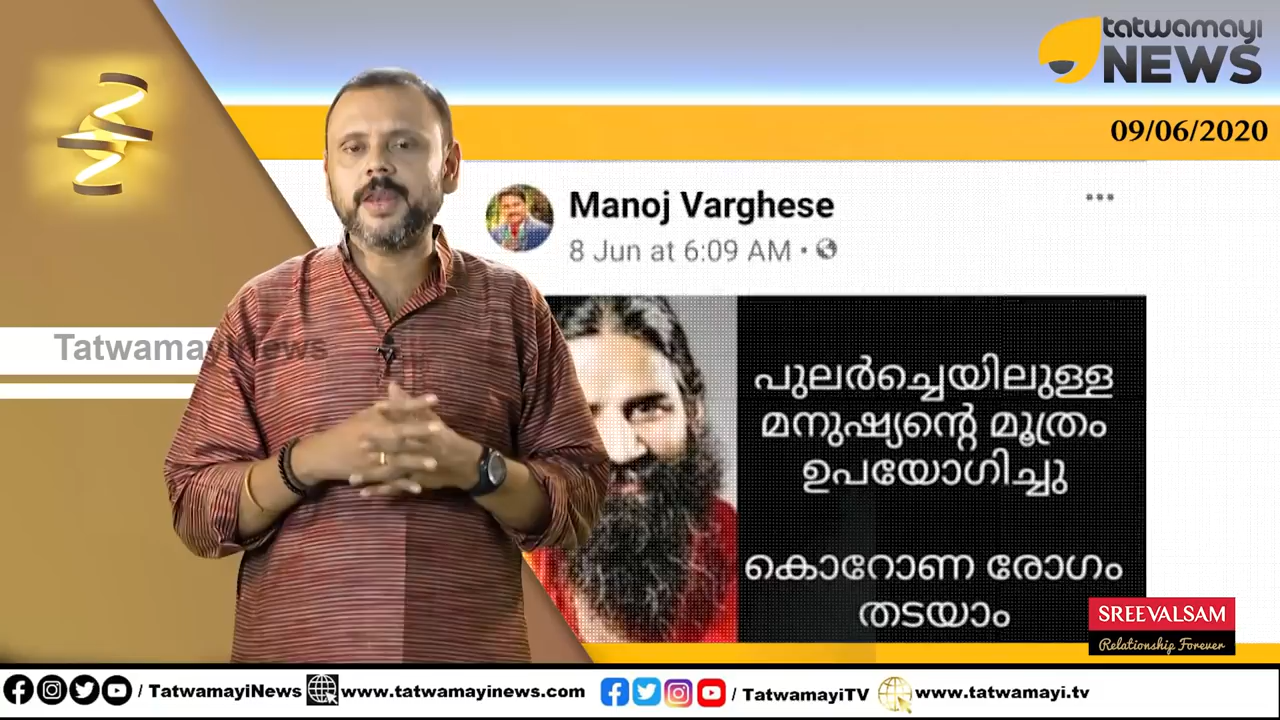 tatwamayi
NEWS
09/06/2020
Manoj Varghese
8 Jun at 6:09 AM
TatwamayiNews
പുലർച്ചെയിലുള്ള
മനുഷ്യന്റെ മൂത്രം
ഉപയോഗിച്ചു
കൊറോണ രോഗം
തടയാം
SREEVALSAM
Relationship Forever
/ TatwamayiNews www.tatwamayinews.com / TatwamayiTV www.tatwamayi.tv